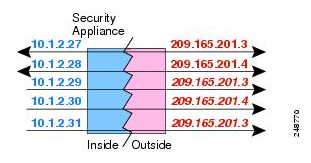 Security
Appliance
10.1.2.27 209.165.201.3
10.1.2.28 209.165.201.4
10.1.2.29 209.165.201.3
10.1.2.30 209.165.201.4
10.1.2.31 209.165.201.3
Inside Outside
248770